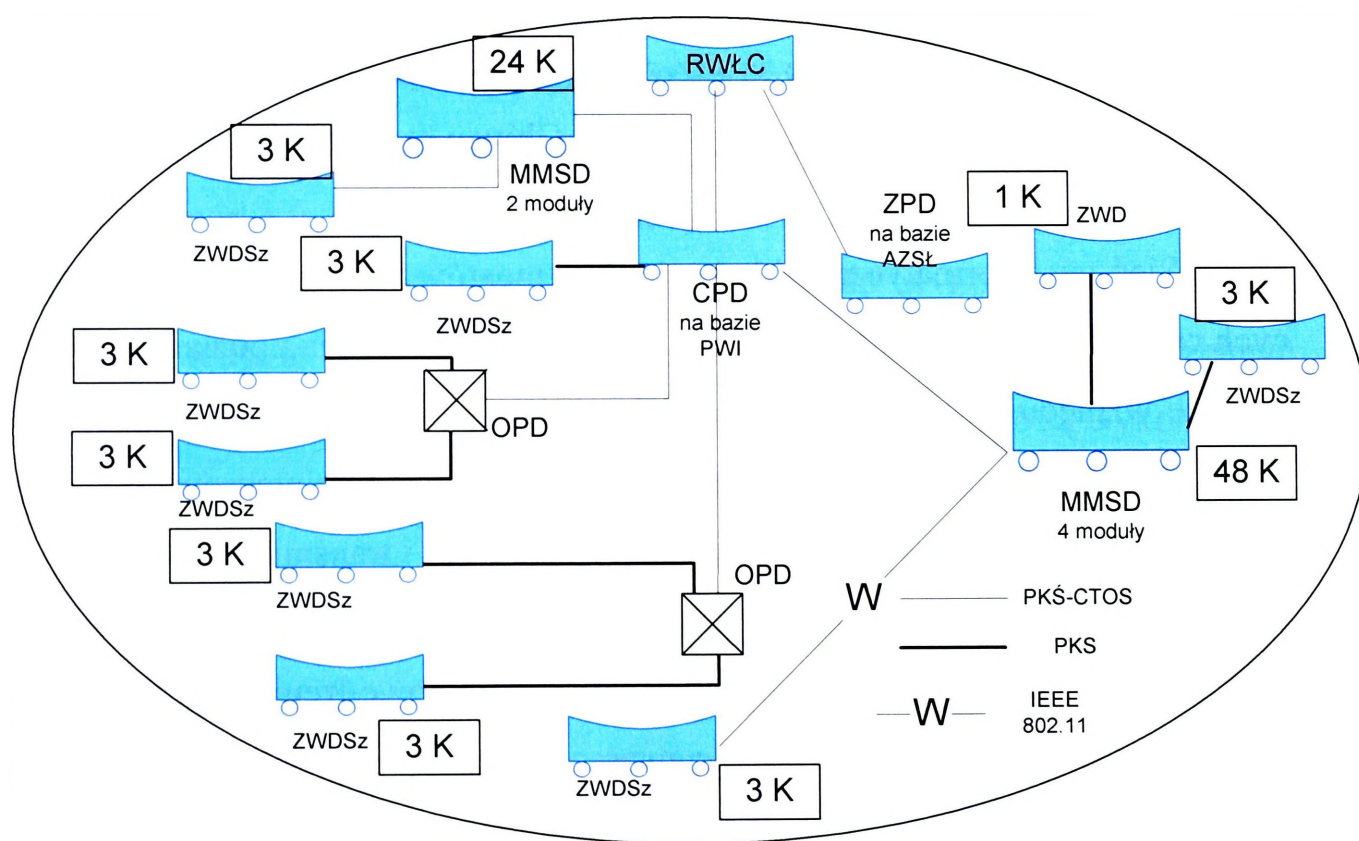 24 K
RWŁC
3 K
MMSD
2 moduły
ZWDSz
ZPD
na bazie
AZSŁ
1 K
ZWD
3 K
ZWDSz
CPD
na bazie
PWI
3 K
ZWDSz
3 K
ZWDSz
OPD
3 K
ZWDSz
MMSD
4 moduły
48 K
3 K
ZWDSz
OPD
W
PKŚ-CTOS
PKS
W
IEEE
802.11
ZWDSz
3 K
ZWDSz
3 K